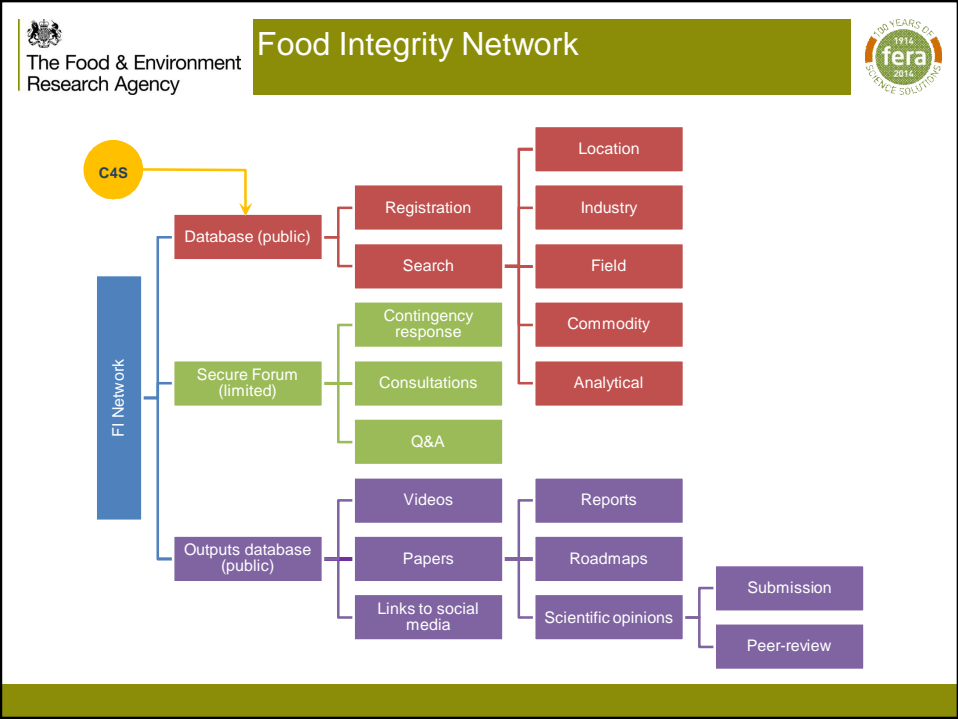 The Food & Environment
Research Agency
Food Integrity Network
100 YEARS OF
1914
fera
2014
SCIENCE SOLUTIONS
C4S
FI Network
Database (public)
Registration
Search
Location
Industry
Field
Commodity
Analytical
Secure Forum
(limited)
Contingency
response
Consultations
Q&A
Outputs database
(public)
Videos
Papers
Links to social
media
Reports
Roadmaps
Scientific opinions
Submission
Peer-review